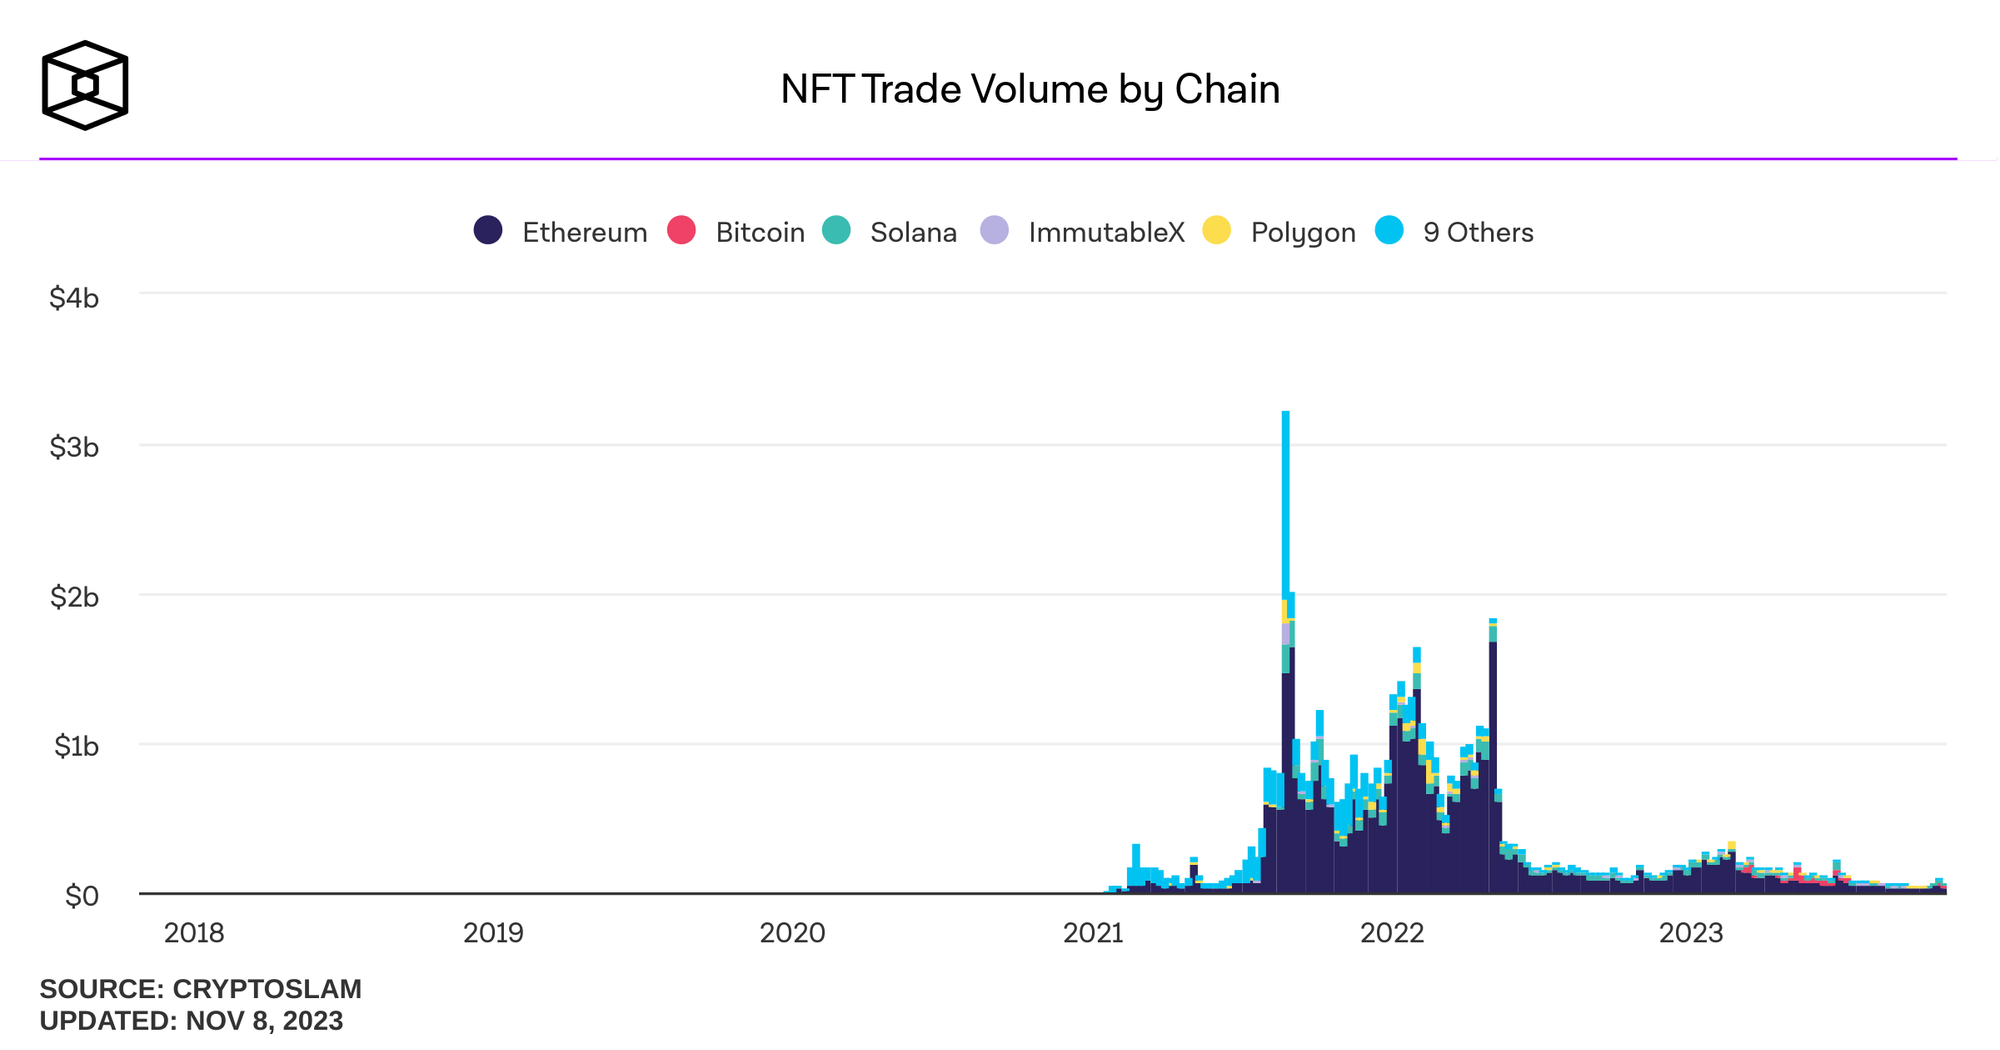 NFT Trade Volume by Chain
Ethereum Bitcoin Solana ImmutableX Polygon 9 Others
$4b
$3b
$2b
$1b
$0
2018 2019 2020 2021 2022 2023
SOURCE: CRYPTOSLAM
UPDATED: NOV 8, 2023